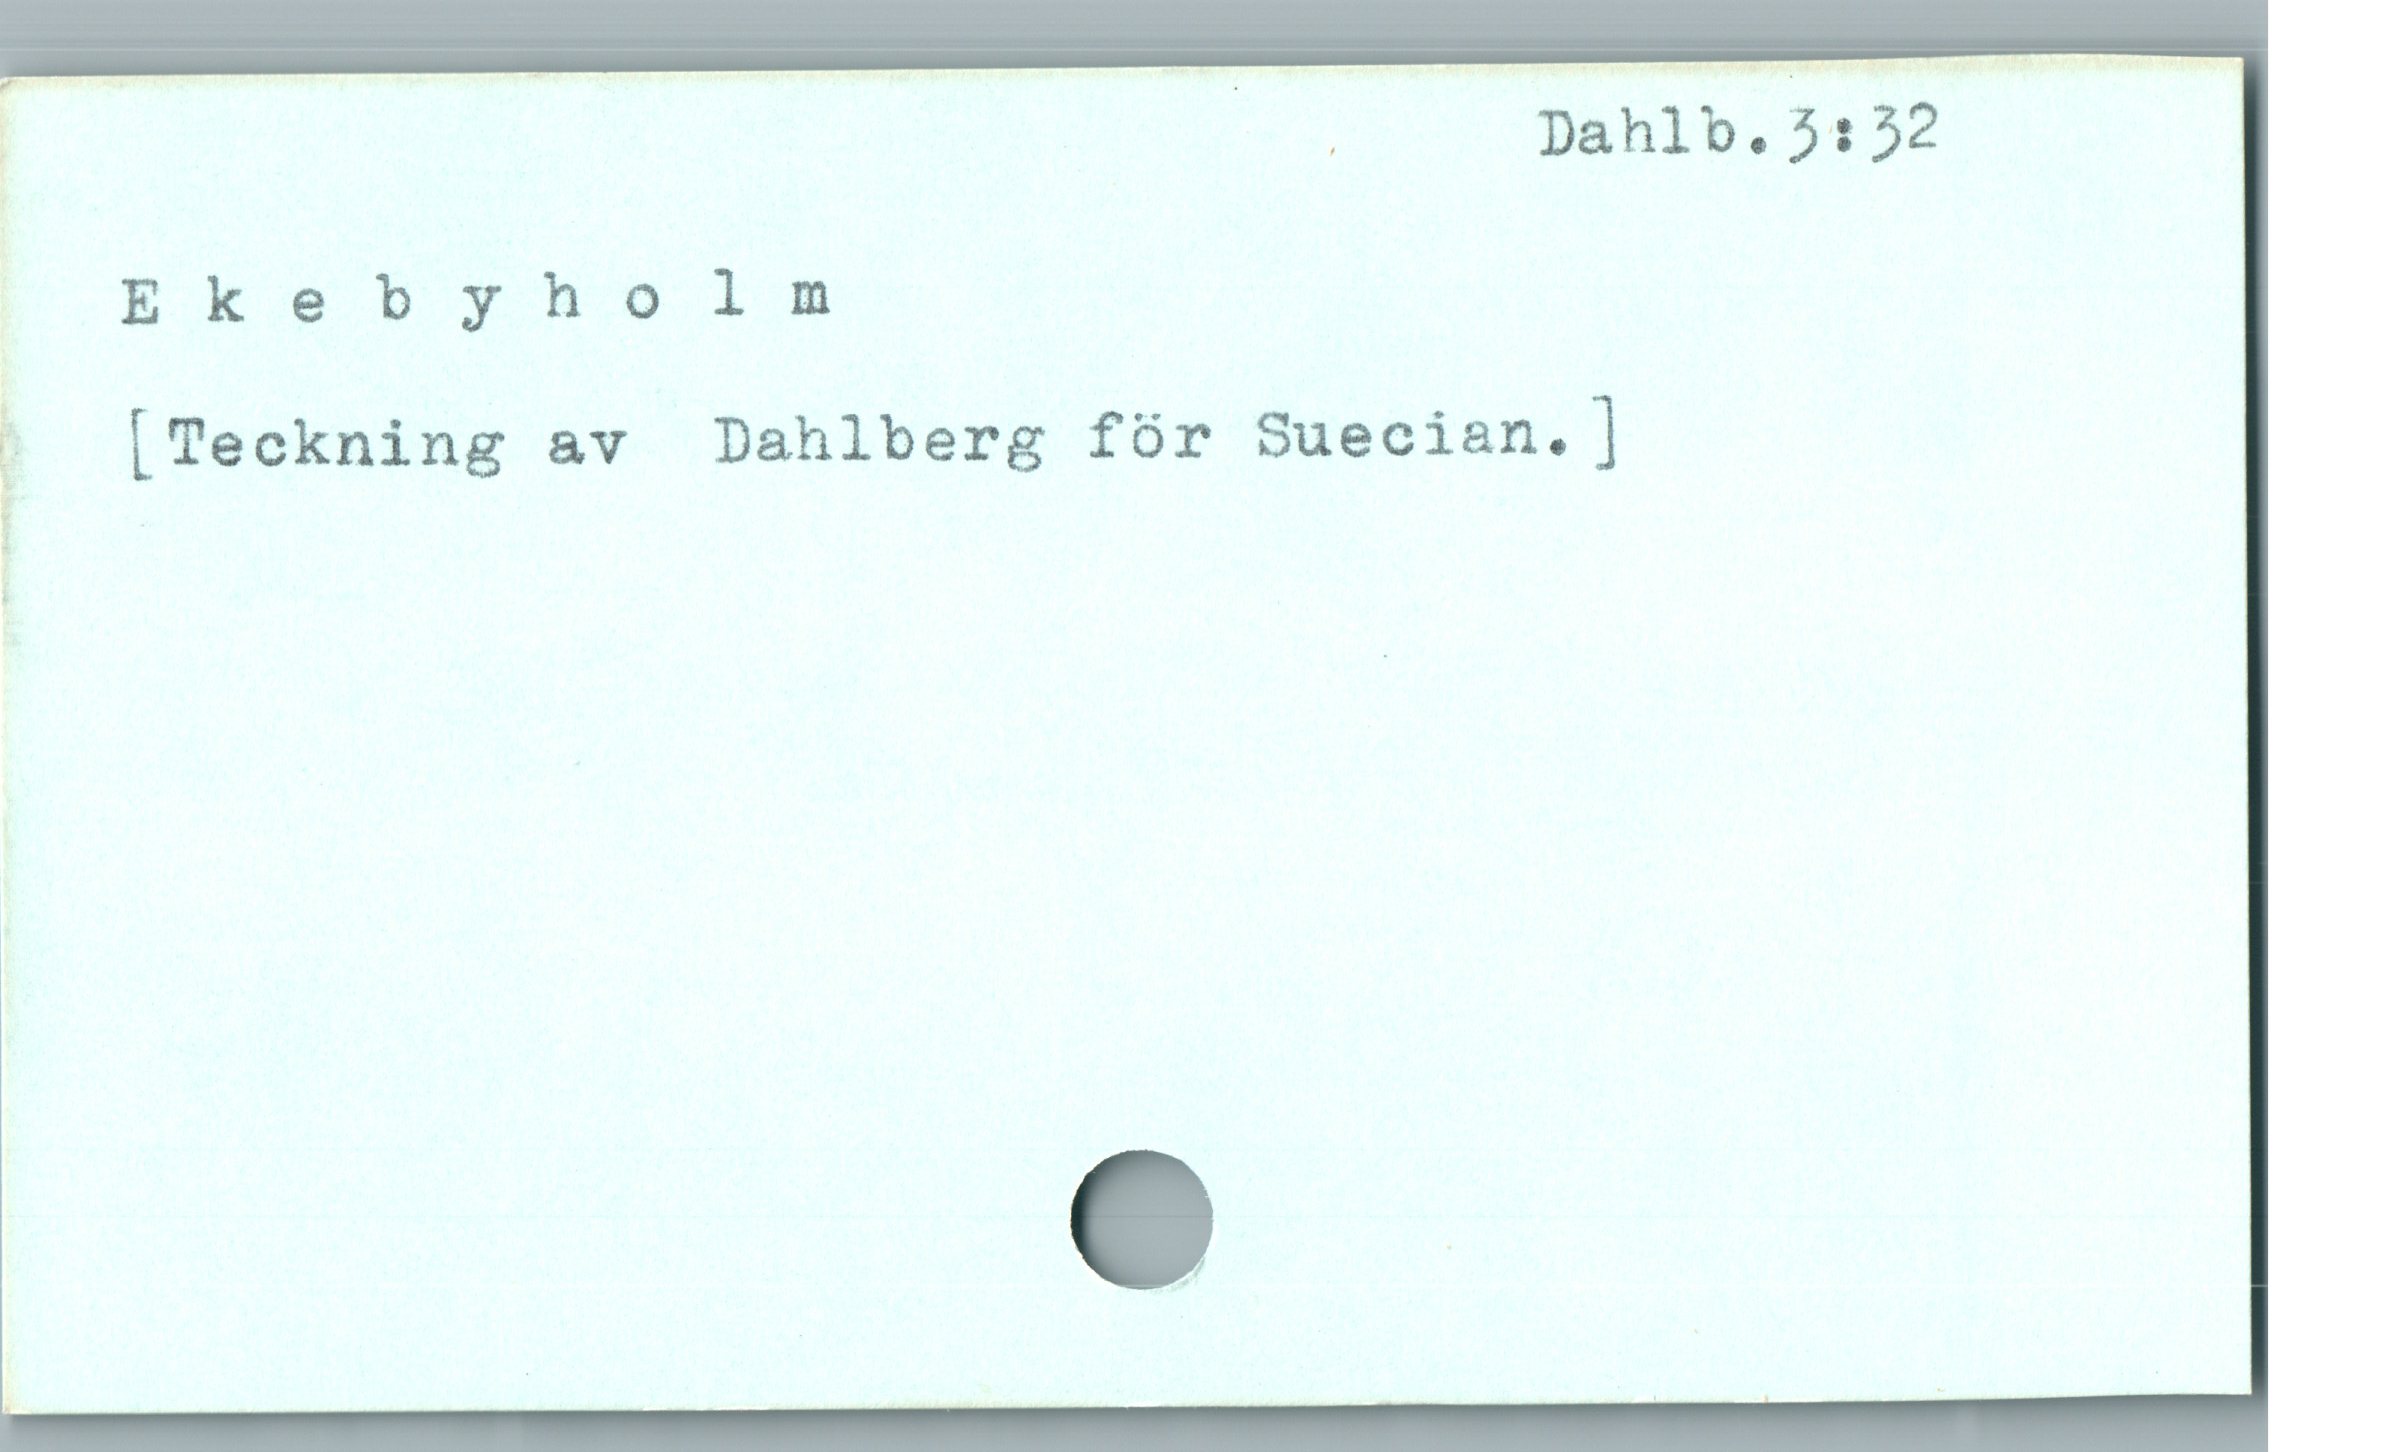 Dahlb.3:32
E k e b y h o l m
[Teckning av Dahlberg för Suecian.]